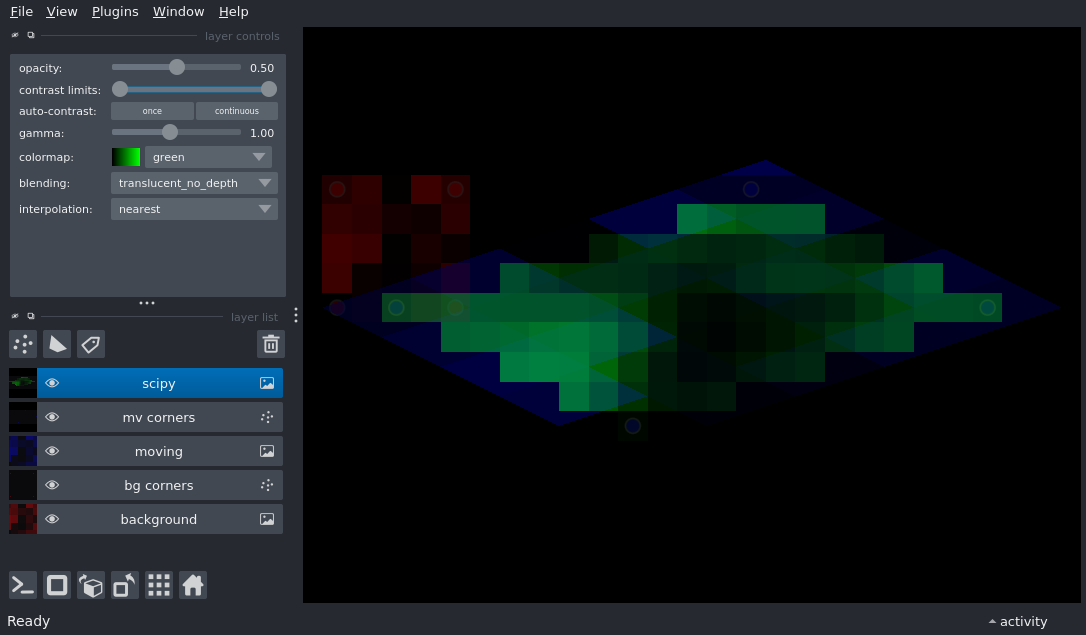 File View Plugins Window Help
layer controls
opacity: 0.50
contrast limits:
auto-contrast: once continuous
gamma: 1.00
colormap: green
blending: translucent_no_depth
interpolation: nearest
layer list
scipy
mv corners
moving
bg corners
background
Ready activity